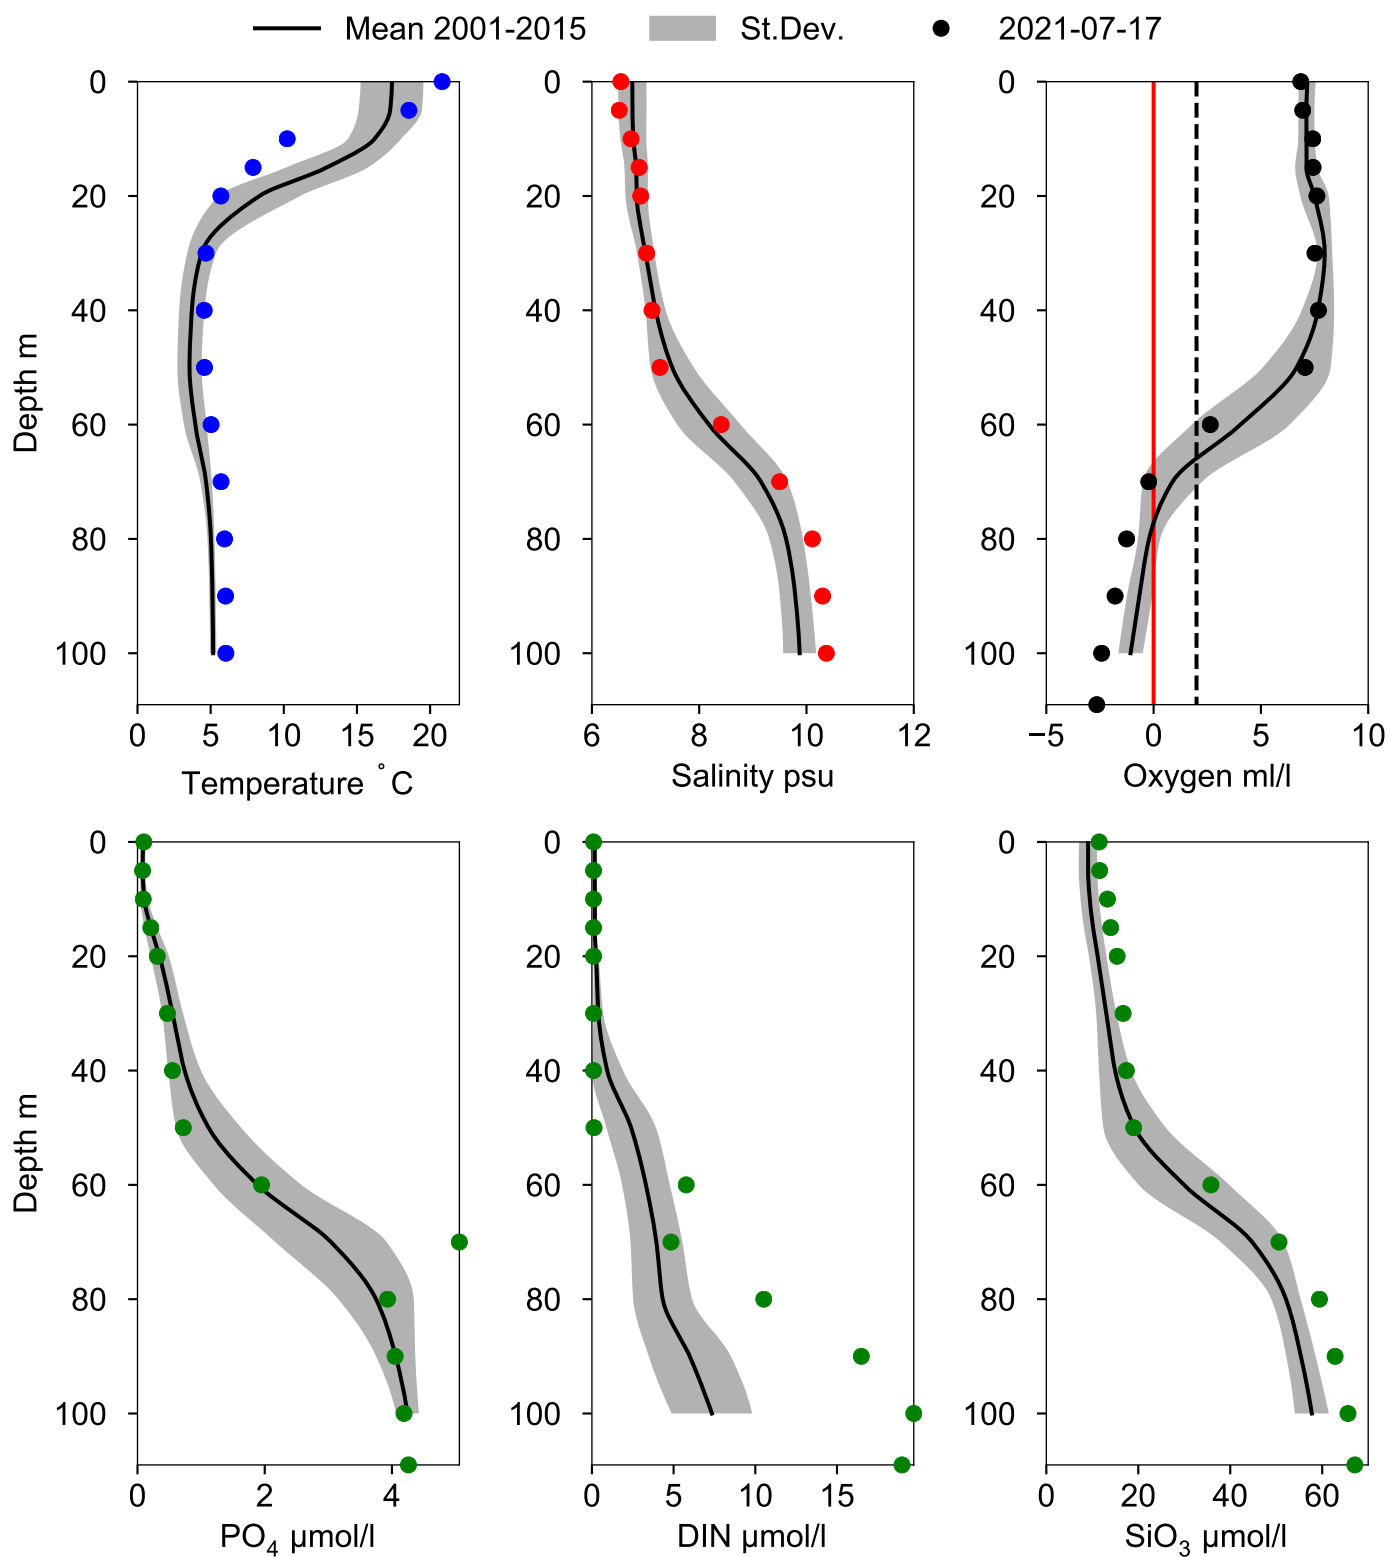 Mean 2001-2015 St.Dev. 2021-07-17
0 20 40 60 80 100
Depth m
0 5 10 15 20
Temperature °C
0 20 40 60 80 100
6 8 10 12
Salinity psu
0 20 40 60 80 100
−5 0 5 10
Oxygen ml/l
0 20 40 60 80 100
Depth m
0 2 4
PO4 µmol/l
0 20 40 60 80 100
0 5 10 15
DIN µmol/l
0 20 40 60 80 100
0 20 40 60
SiO3 µmol/l